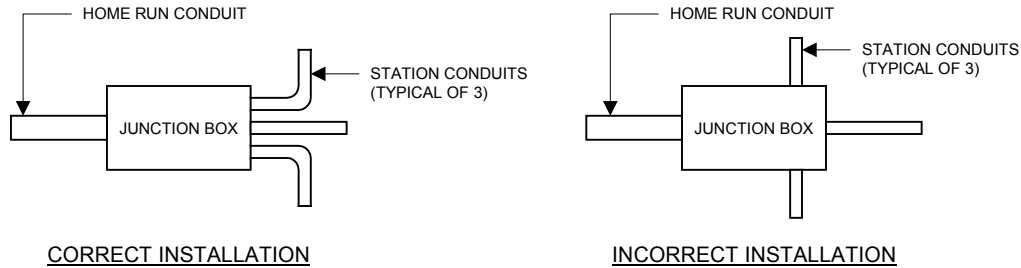 HOME RUN CONDUIT
STATION CONDUITS
(TYPICAL OF 3)
JUNCTION BOX
CORRECT INSTALLATION
HOME RUN CONDUIT
STATION CONDUITS
(TYPICAL OF 3)
JUNCTION BOX
INCORRECT INSTALLATION